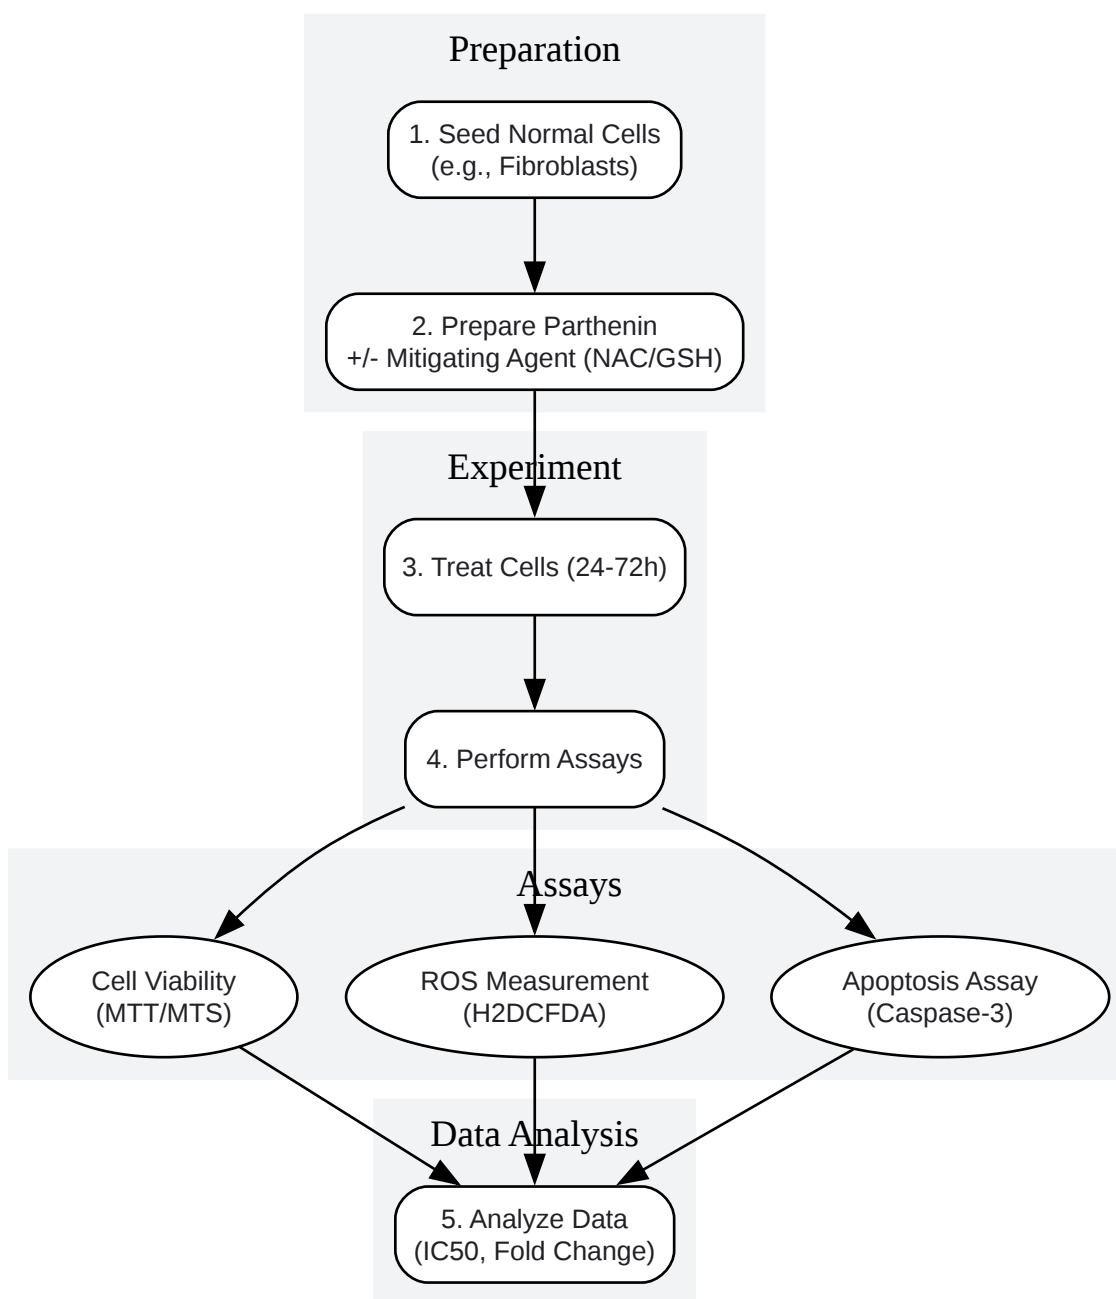 Preparation
1. Seed Normal Cells
(e.g., Fibroblasts)
2. Prepare Parthenin
+/- Mitigating Agent (NAC/GSH)
Experiment
3. Treat Cells (24-72h)
4. Perform Assays
Assays
Cell Viability
(MTT/MTS)
ROS Measurement
(H2DCFDA)
Apoptosis Assay
(Caspase-3)
Data Analysis
5. Analyze Data
(IC50, Fold Change)